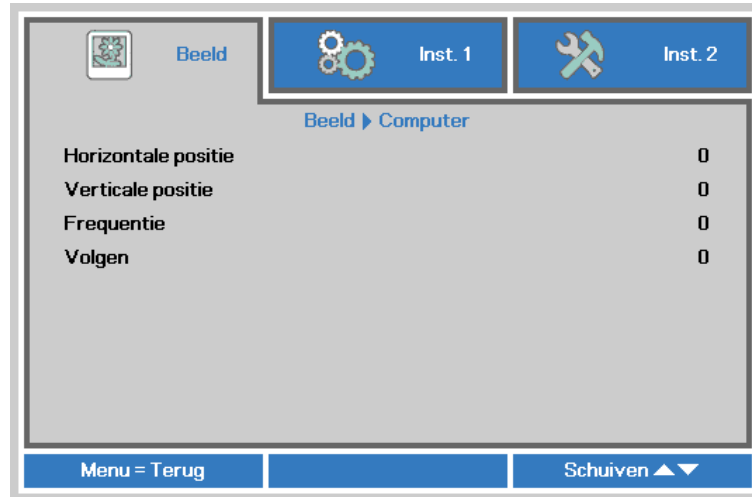 Beeld Inst. 1 Inst. 2
Beeld Computer
Horizontale positie 0
Verticale positie 0
Frequentie 0
Volgen 0
Menu = Terug Schuiven